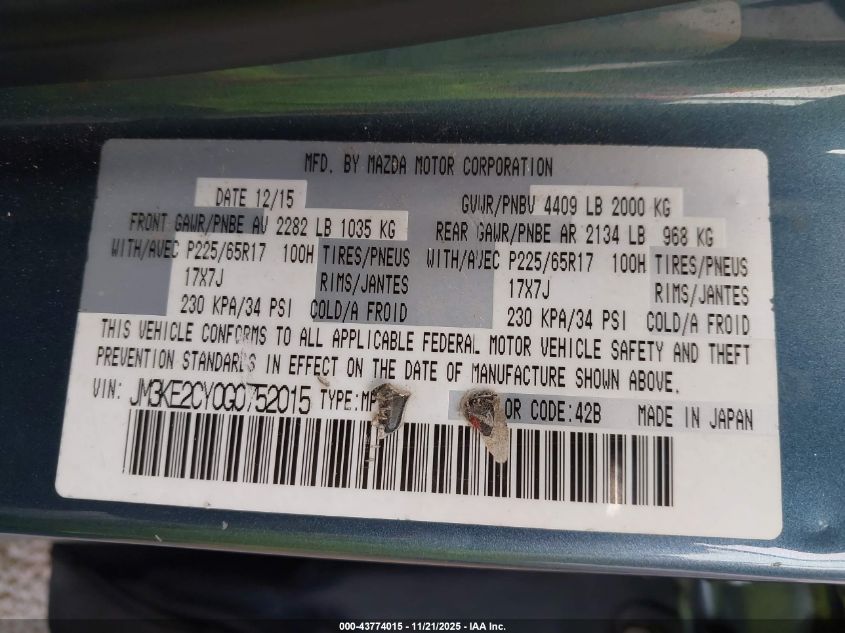 MFD. BY MAZDA MOTOR CORPORATION
DATE 12/15 GVWR/PNBV 4409 LB 2000 KG
FRONT GAWR/PNBE AV 2282 LB 1035 KG REAR GAWR/PNBE AR 2134 LB 968 KG
WITH/AVEC P225/65R17 100H TIRES/PNEUS WITH/AVEC P225/65R17 100H TIRES/PNEUS
17X7J RIMS/JANTES 17X7J RIMS/JANTES
230 KPA/34 PSI COLD/A FROID 230 KPA/34 PSI COLD/A FROID
THIS VEHICLE CONFORMS TO ALL APPLICABLE FEDERAL MOTOR VEHICLE SAFETY AND THEFT
PREVENTION STANDARDS IN EFFECT ON THE DATE OF MANUFACTURE SHOWN ABOVE.
VIN: JM3KE2CY0G0752015 TYPE:MP OR CODE:42B MADE IN JAPAN
000-43774015 - 11/21/2025 - IAA Inc.